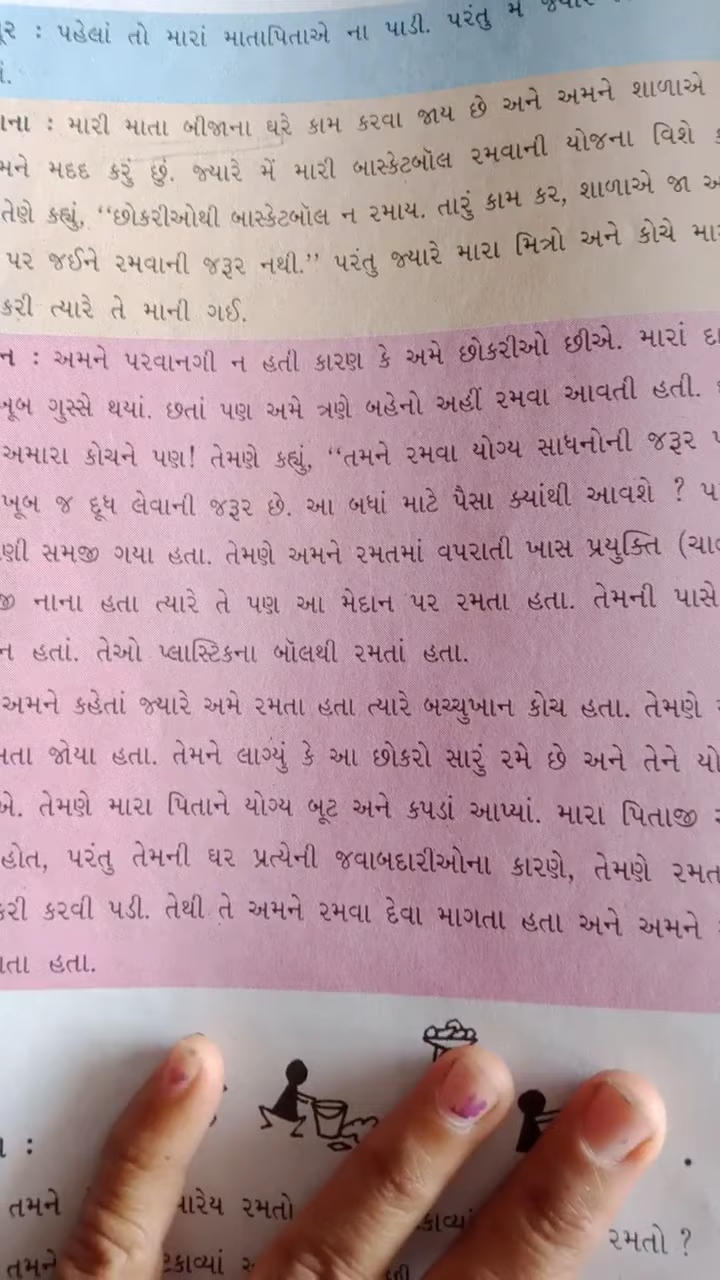 : પહેલાં તો મારાં માતાપિતાએ ના પાડી. પરંતુ મેં
: મારી માતા બીજાના ઘરે કામ કરવા જાય છે અને અમને શાળાએ
મદદ કરું છું. જ્યારે મેં મારી બાસ્કેટબૉલ રમવાની યોજના વિશે
તેણે કહ્યું, “છોકરીઓથી બાસ્કેટબૉલ ન રમાય. તારું કામ કર, શાળાએ જા
પર જઈને રમવાની જરૂર નથી.” પરંતુ જ્યારે મારા મિત્રો અને કોચે
કરી ત્યારે તે માની ગઈ.
: અમને પરવાનગી ન હતી કારણ કે અમે છોકરીઓ છીએ. મારાં
ગુસ્સે થયાં. છતાં પણ અમે ત્રણે બહેનો અહીં રમવા આવતી હતી.
અમારા કોચને પણ! તેમણે કહ્યું, “તમને રમવા યોગ્ય સાધનોની જરૂર
ખૂબ જ દૂધ લેવાની જરૂર છે. આ બધાં માટે પૈસા ક્યાંથી આવશે ?
સમજી ગયા હતા. તેમણે અમને રમતમાં વપરાતી ખાસ પ્રયુક્તિ
નાના હતા ત્યારે તે પણ આ મેદાન પર રમતા હતા. તેમની પાસે
ન હતાં. તેઓ પ્લાસ્ટિકના બૉલથી રમતાં હતા.
અમને કહેતાં જ્યારે અમે રમતા હતા ત્યારે બચ્ચુખાન કોચ હતા. તેમણે
જોયા હતા. તેમને લાગ્યું કે આ છોકરો સારું રમે છે અને તેને
તેમણે મારા પિતાને યોગ્ય બૂટ અને કપડાં આપ્યાં. મારા પિતાજી
હોત, પરંતુ તેમની ઘર પ્રત્યેની જવાબદારીઓના કારણે, તેમણે
કરવી પડી. તેથી તે અમને રમવા દેવા માગતા હતા અને અમને
હતા.
તમને રમતો રમતો ?
તમને